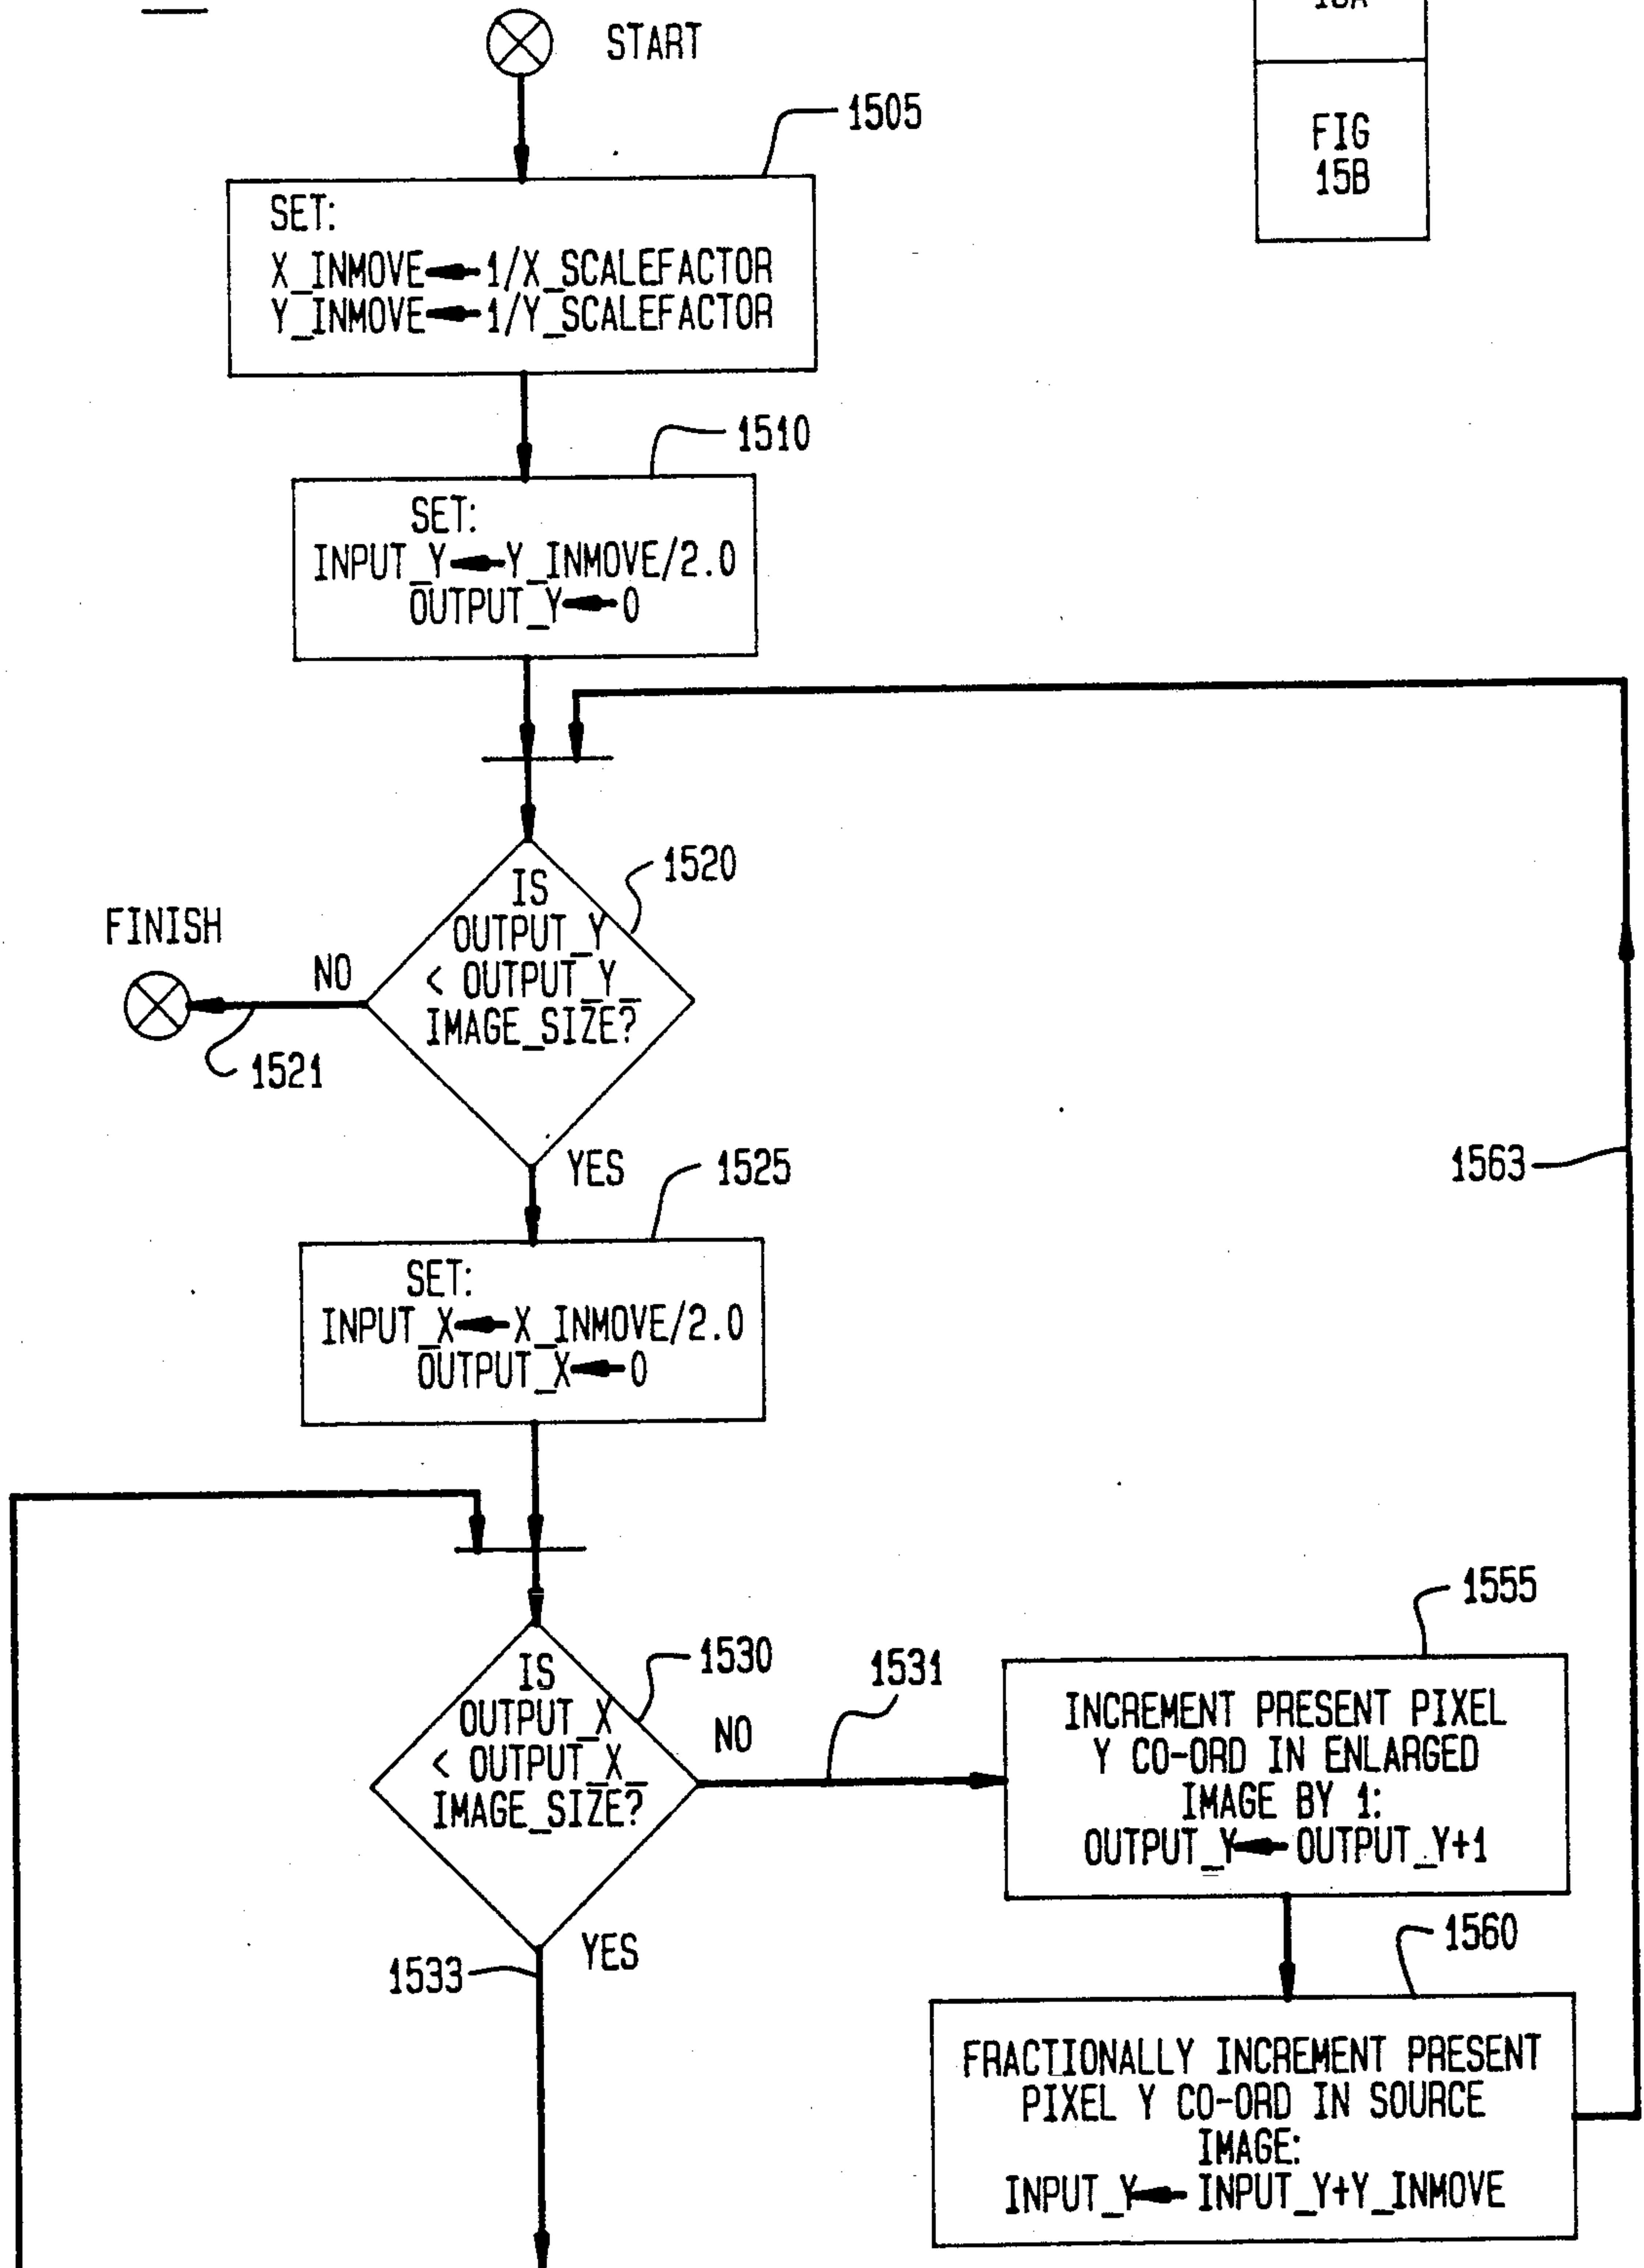 START
FIG
15B
1505
SET:
X_INMOVE←1/X_SCALEFACTOR
Y_INMOVE←1/Y_SCALEFACTOR
1510
SET:
INPUT_Y←Y_INMOVE/2.0
OUTPUT_Y←0
1520
IS
OUTPUT_Y
< OUTPUT_Y_
IMAGE_SIZE?
FINISH
NO
1521
YES
1525
1563
SET:
INPUT_X←X_INMOVE/2.0
OUTPUT_X←0
1530
IS
OUTPUT_X
< OUTPUT_X_
IMAGE_SIZE?
NO
1531
1555
INCREMENT PRESENT PIXEL
Y CO-ORD IN ENLARGED
IMAGE BY 1:
OUTPUT_Y← OUTPUT_Y+1
YES
1533
1560
FRACTIONALLY INCREMENT PRESENT
PIXEL Y CO-ORD IN SOURCE
IMAGE:
INPUT_Y← INPUT_Y+Y_INMOVE